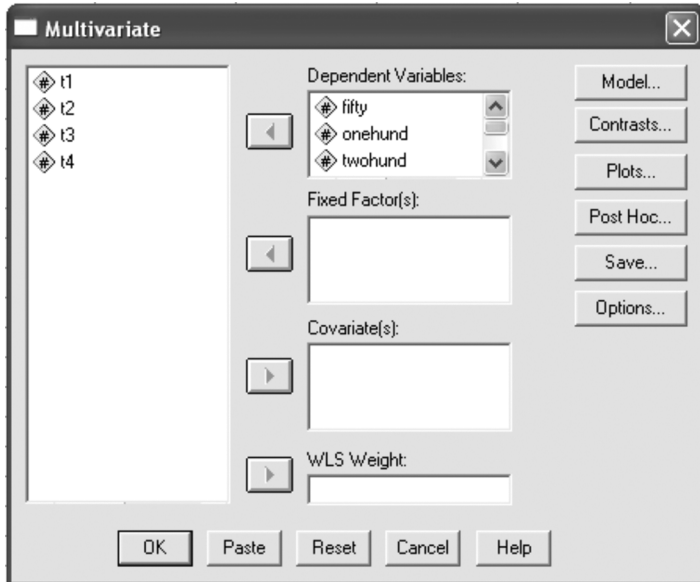 Multivariate
# t1
# t2
# t3
# t4
Dependent Variables:
# fifty
# onehund
# twohund
Fixed Factor(s):
Covariate(s):
WLS Weight:
Model...
Contrasts...
Plots...
Post Hoc...
Save...
Options...
OK Paste Reset Cancel Help